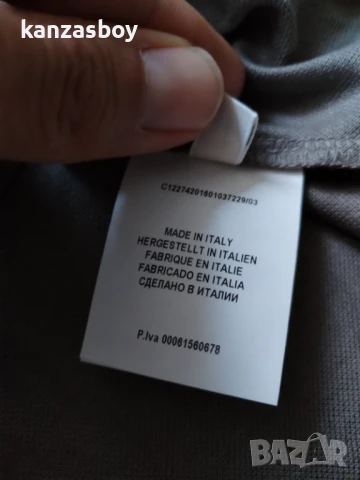 kanzasboy
C12274201801037229/03
MADE IN ITALY
HERGESTELLT IN ITALIEN
FABRIQUE EN ITALIE
FABRICADO EN ITALIA
СДЕЛАНО В ИТАЛИИ
P.Iva 00061560678
BAZAR